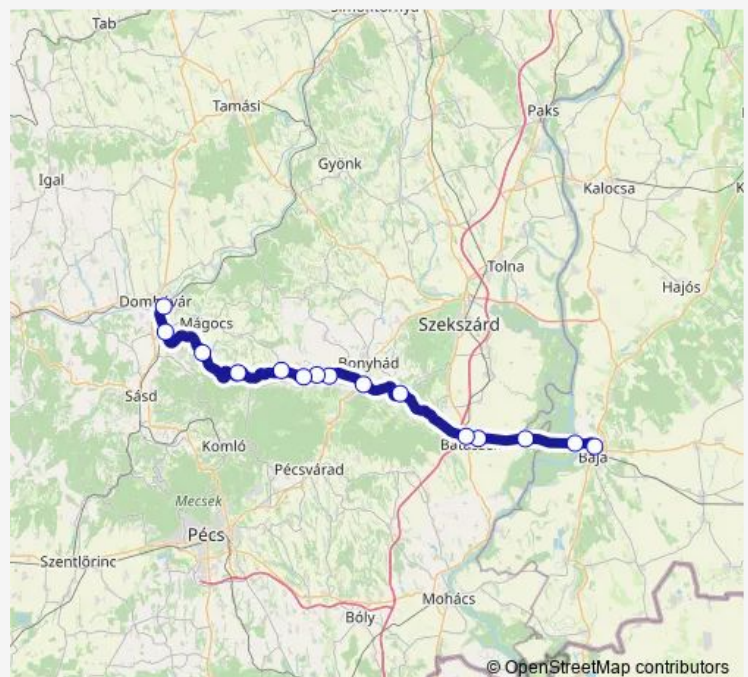 Tab
Tamási
Paks
Gyönk
Igal
Kalocsa
Tolna
Hajós
Mágocs
Szekszárd
Bonyhád
Sásd
Komló
Baja
Pécsvárad
Mecsek
Pécs
Szentlőrinc
Mohács
Bóly
© OpenStreetMap contributors